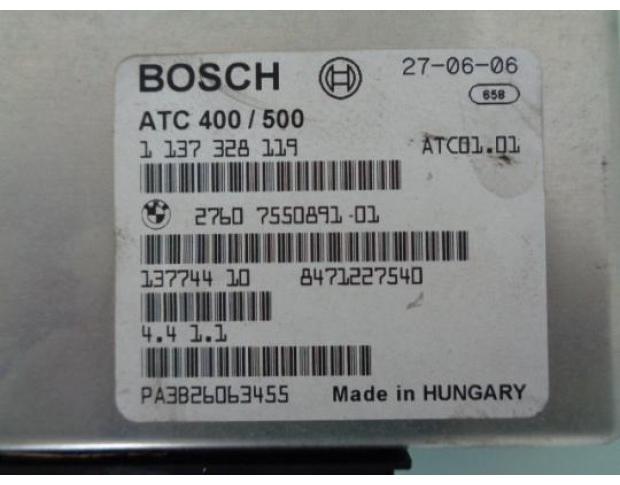 BOSCH
27-06-06
658
ATC 400 / 500
1 137 328 119 ATC01.01
2760 7550891-01
137744 10 8471227540
4.4 1.1
PA3B26063455 Made in HUNGARY